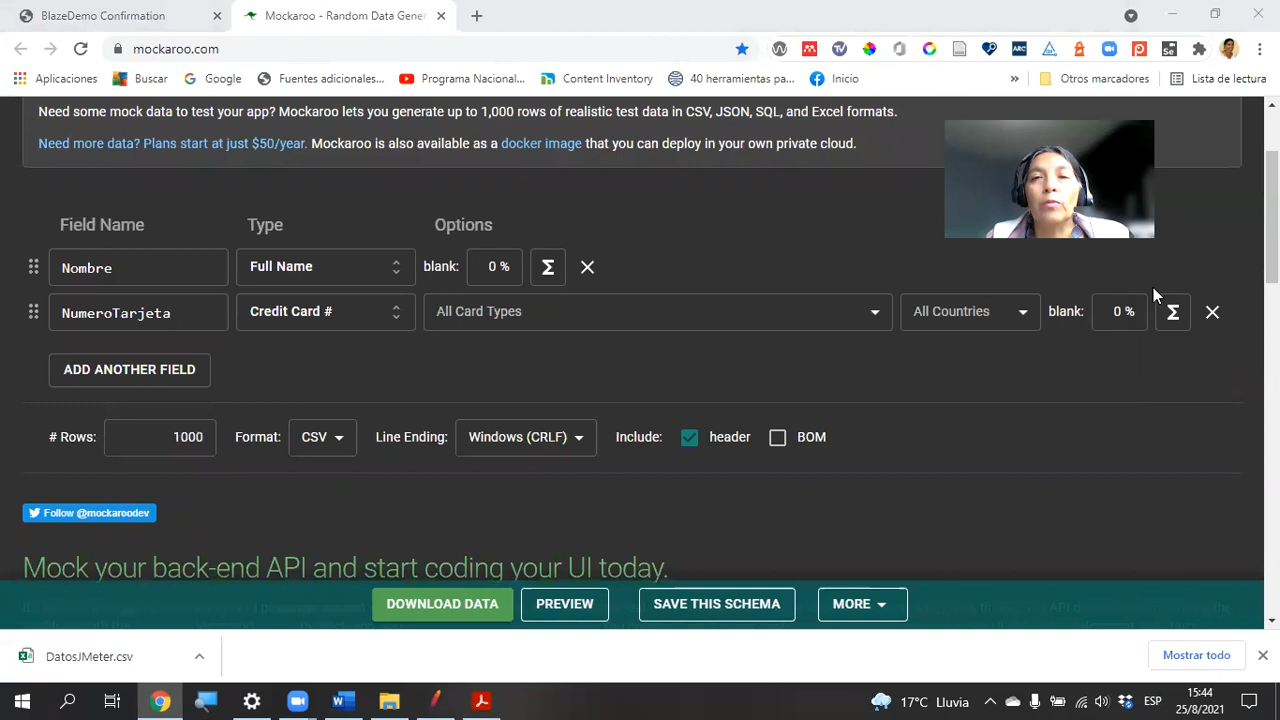 BlazeDemo Confirmation
Mockaroo - Random Data Gener
mockaroo.com
Aplicaciones
Buscar
Google
Fuentes adicionales...
Programa Nacional...
Content Inventory
40 herramientas pa...
Inicio
»
Otros marcadores
Lista de lectura
Need some mock data to test your app? Mockaroo lets you generate up to 1,000 rows of realistic test data in CSV, JSON, SQL, and Excel formats.
Need more data? Plans start at just $50/year. Mockaroo is also available as a docker image that you can deploy in your own private cloud.
Field Name Type Options
Nombre Full Name blank: 0 % Σ
NumeroTarjeta Credit Card # All Card Types All Countries blank: 0 % Σ
ADD ANOTHER FIELD
# Rows: 1000 Format: CSV Line Ending: Windows (CRLF) Include: header BOM
Follow @mockaroodev
Mock your back-end API and start coding your UI today.
DOWNLOAD DATA PREVIEW SAVE THIS SCHEMA MORE
DatosJMeter.csv
Mostrar todo
17°C Lluvia
ESP
15:44
25/8/2021